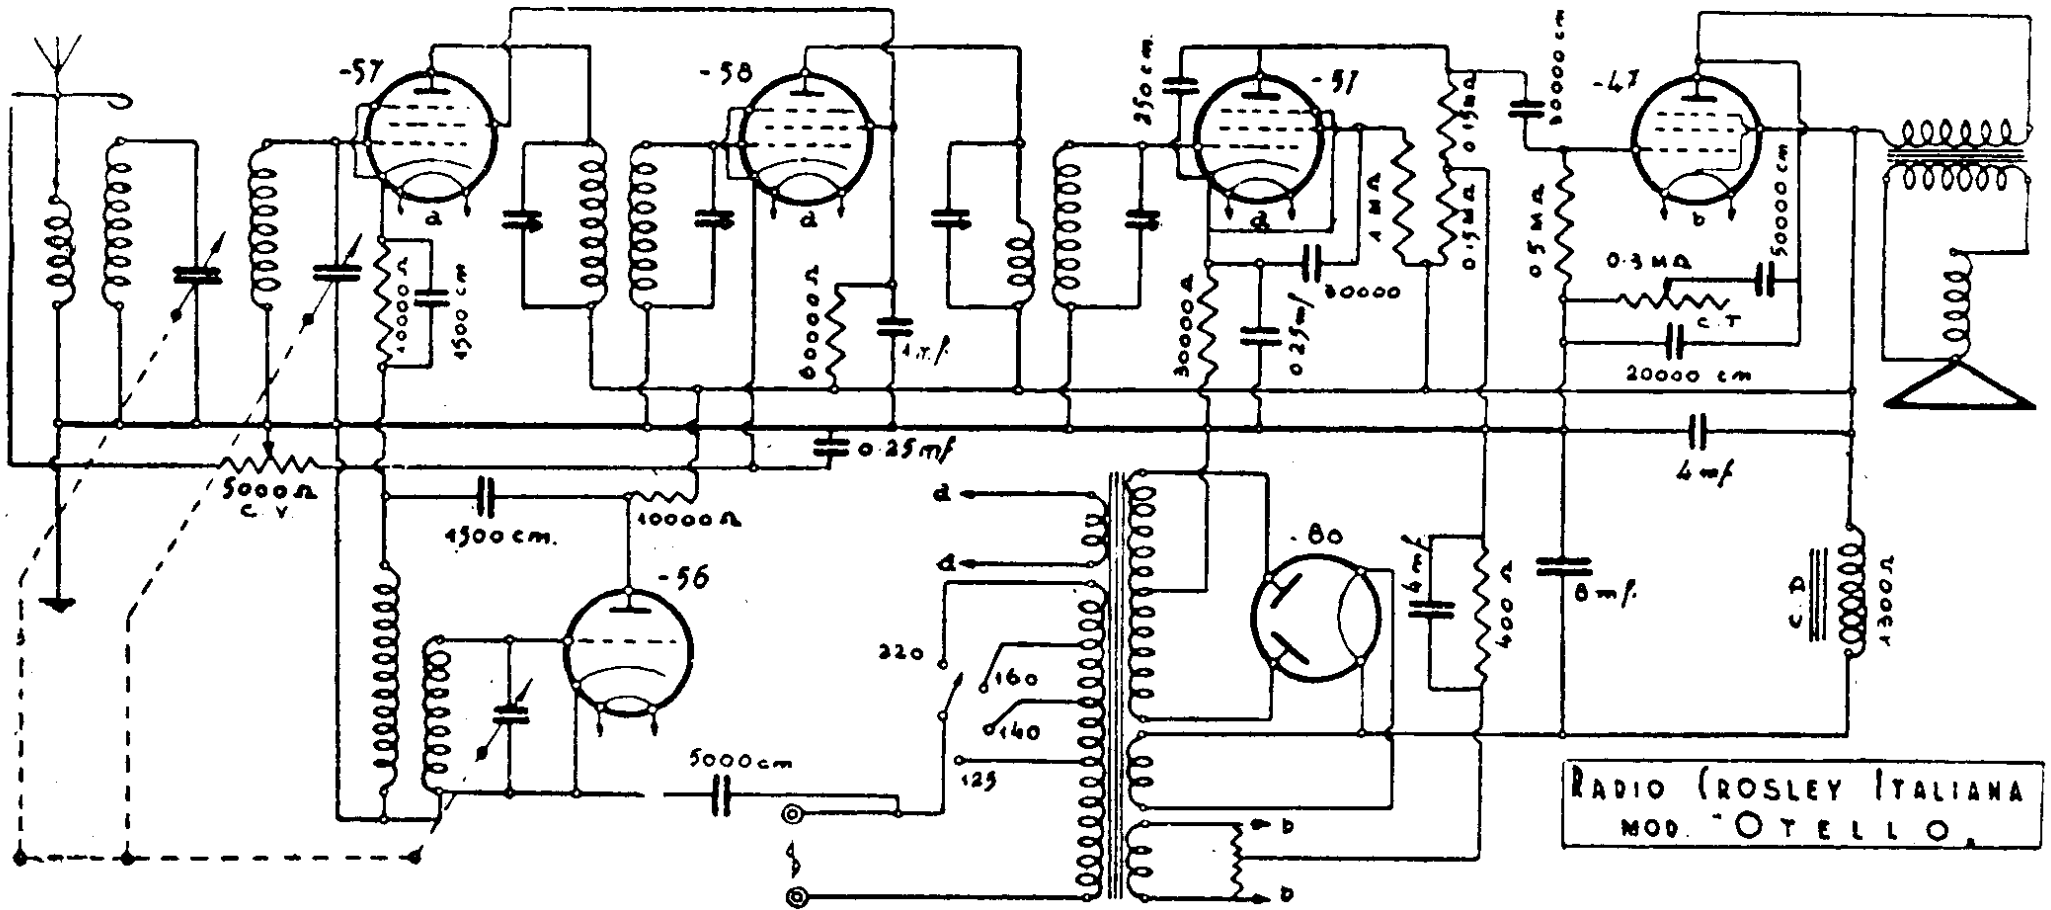 -57
-58
250 cm.
-57
30000 cm
-47
0.15 MΩ
50000 cm
a
a
a
b
1 MΩ
0.15 MΩ
0.5 MΩ
10000 Ω
1500 cm
80000 Ω
1 m.f.
30000 Ω
0.25 mf
30000
0.3 MΩ
C.T
20000 cm
5000 Ω
C. V.
0.25 mf
4 mf
1500 cm.
10000 Ω
a
a
-80
-56
220
160
140
125
4 mf
400 Ω
8 mf.
C.D
1300 Ω
5000 cm
b
b
RADIO CROSLEY ITALIANA
MOD. "OTELLO"